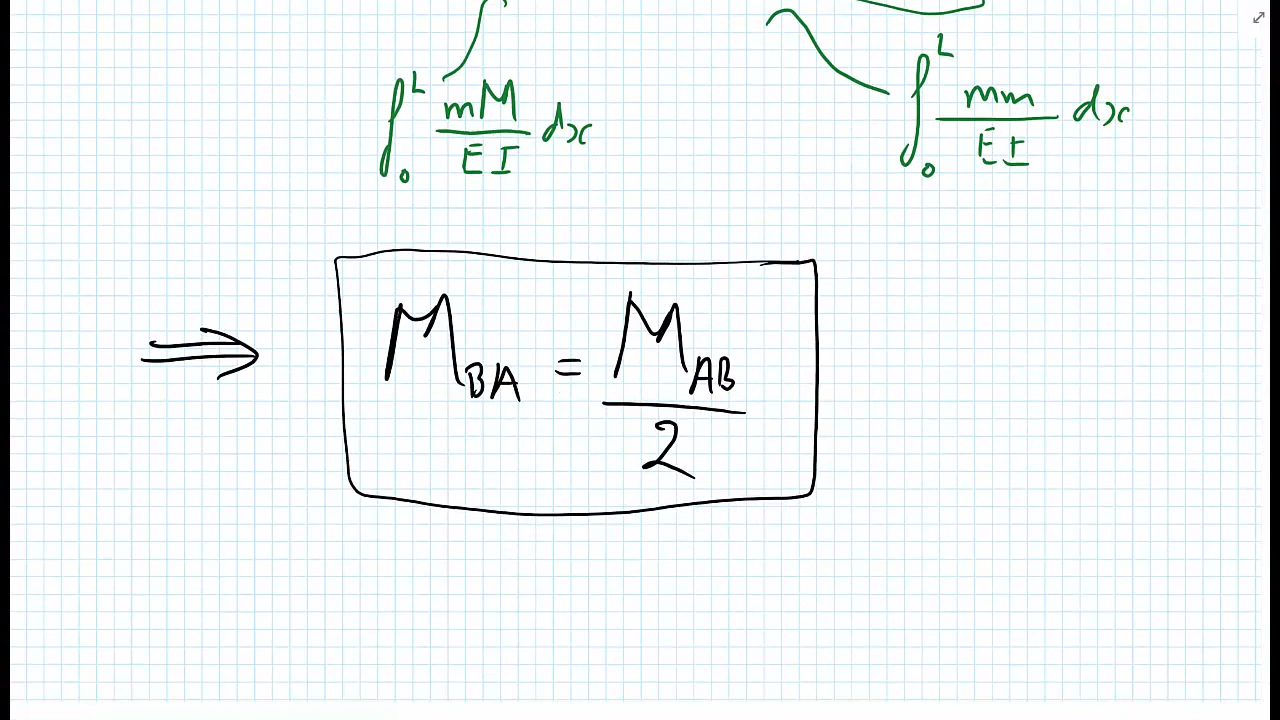 ∫₀ᴸ mM/EI dx    ∫₀ᴸ mm/EI dx
⇒ M_BA = M_AB/2